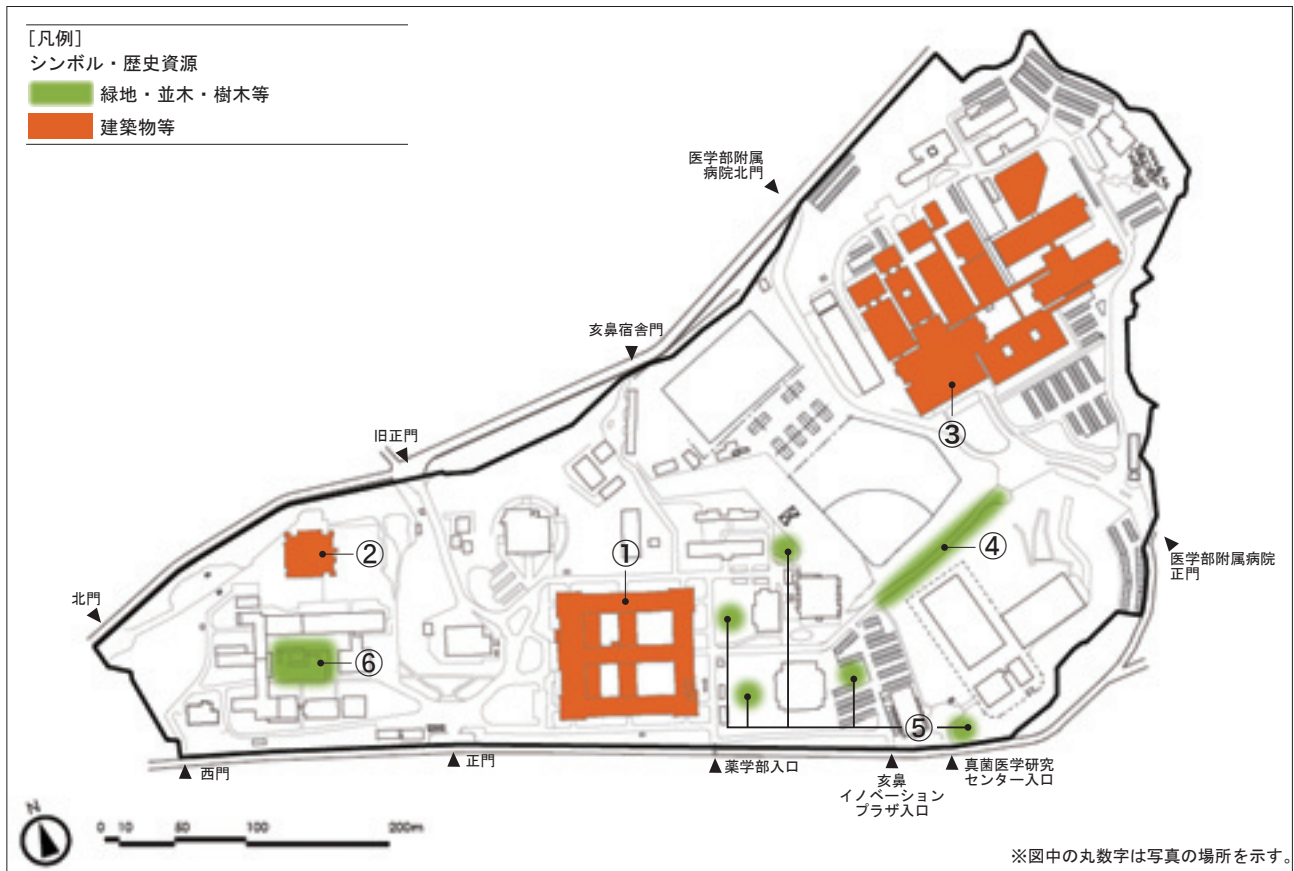 [凡例]
シンボル・歴史資源
緑地・並木・樹木等
建築物等
医学部附属
病院北門
亥鼻宿舎門
旧正門
北門
医学部附属病院
正門
①
②
③
④
⑤
⑥
西門
正門
薬学部入口
亥鼻
イノベーション
プラザ入口
真菌医学研究
センター入口
N
0 10 50 100 200m
※図中の丸数字は写真の場所を示す。